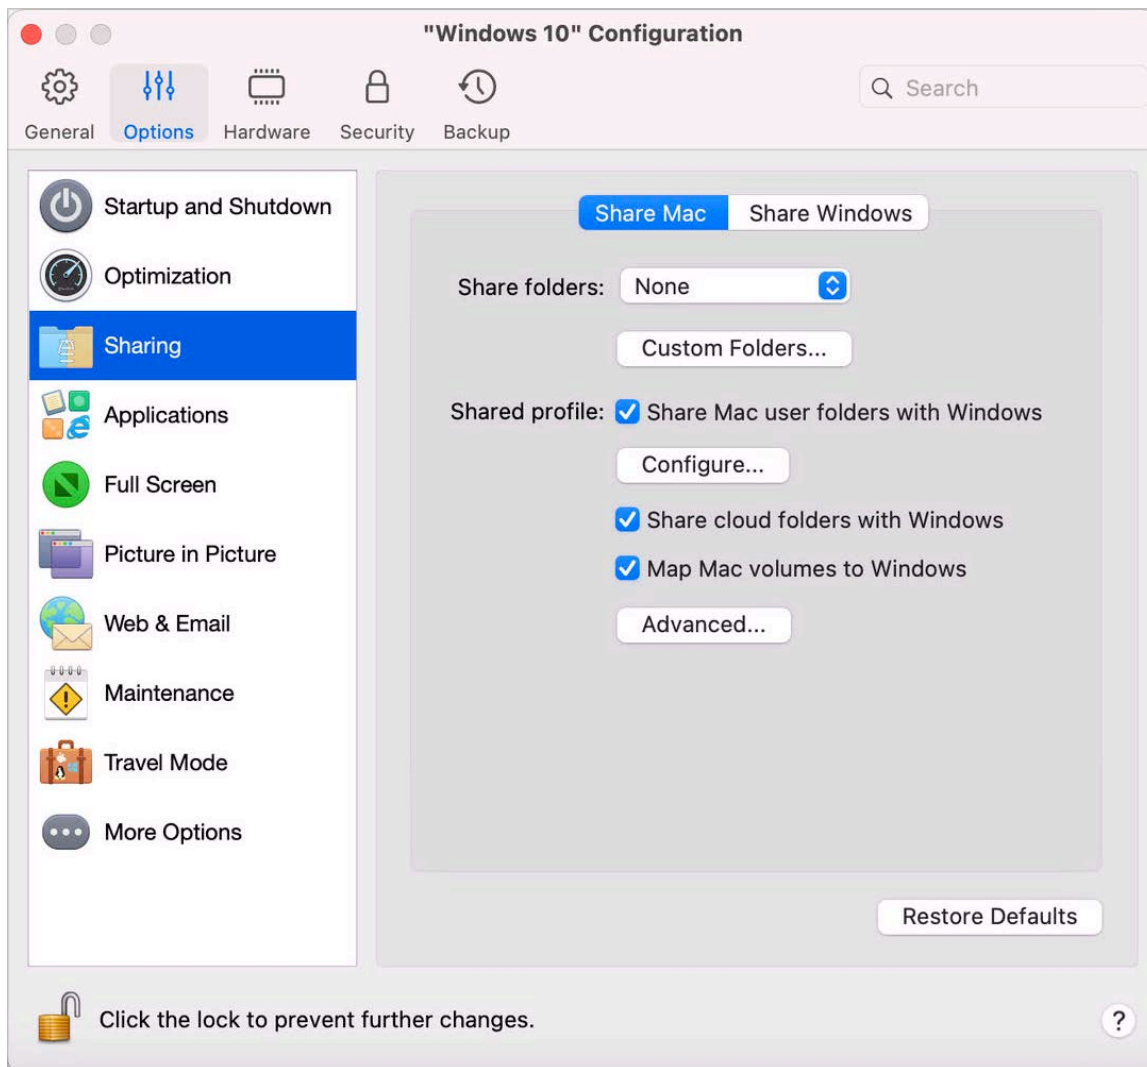 "Windows 10" Configuration
General
Options
Hardware
Security
Backup
Search
Startup and Shutdown
Optimization
Sharing
Applications
Full Screen
Picture in Picture
Web & Email
Maintenance
Travel Mode
More Options
Share Mac
Share Windows
Share folders: None
Custom Folders...
Shared profile: Share Mac user folders with Windows
Configure...
Share cloud folders with Windows
Map Mac volumes to Windows
Advanced...
Restore Defaults
Click the lock to prevent further changes.
?